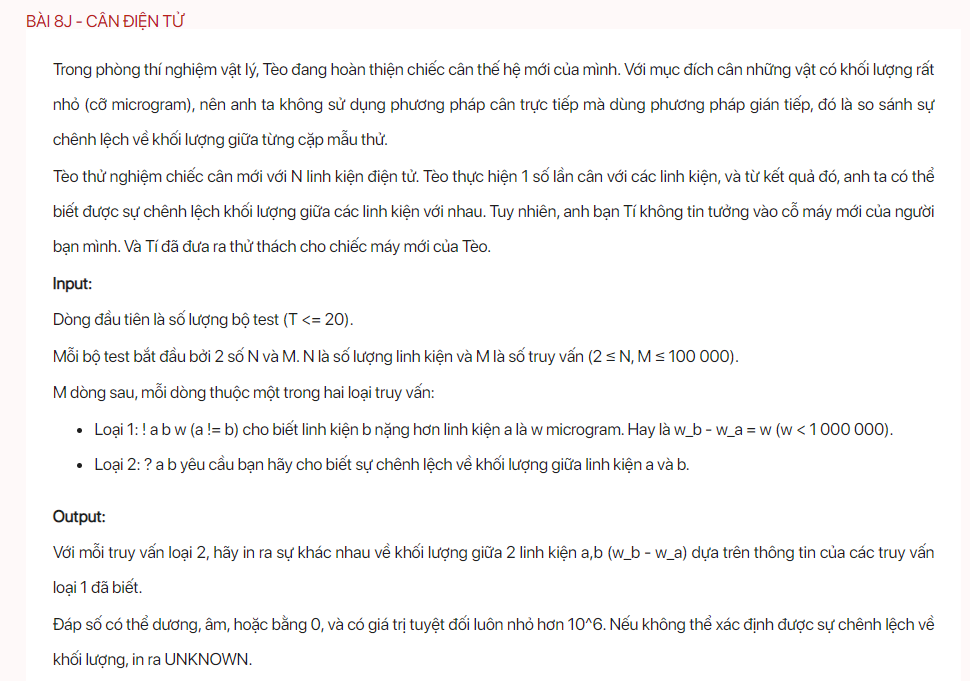 BÀI 8J - CÂN ĐIỆN TỬ
Trong phòng thí nghiệm vật lý, Tèo đang hoàn thiện chiếc cân thế hệ mới của mình. Với mục đích cân những vật có khối lượng rất
nhỏ (cỡ microgram), nên anh ta không sử dụng phương pháp cân trực tiếp mà dùng phương pháp gián tiếp, đó là so sánh sự
chênh lệch về khối lượng giữa từng cặp mẫu thử.
Tèo thử nghiệm chiếc cân mới với N linh kiện điện tử. Tèo thực hiện 1 số lần cân với các linh kiện, và từ kết quả đó, anh ta có thể
biết được sự chênh lệch khối lượng giữa các linh kiện với nhau. Tuy nhiên, anh bạn Tí không tin tưởng vào cỗ máy mới của người
bạn mình. Và Tí đã đưa ra thử thách cho chiếc máy mới của Tèo.
Input:
Dòng đầu tiên là số lượng bộ test (T <= 20).
Mỗi bộ test bắt đầu bởi 2 số N và M. N là số lượng linh kiện và M là số truy vấn (2 ≤ N, M ≤ 100 000).
M dòng sau, mỗi dòng thuộc một trong hai loại truy vấn:
• Loại 1: ! a b w (a != b) cho biết linh kiện b nặng hơn linh kiện a là w microgram. Hay là w_b - w_a = w (w < 1 000 000).
• Loại 2: ? a b yêu cầu bạn hãy cho biết sự chênh lệch về khối lượng giữa linh kiện a và b.
Output:
Với mỗi truy vấn loại 2, hãy in ra sự khác nhau về khối lượng giữa 2 linh kiện a,b (w_b - w_a) dựa trên thông tin của các truy vấn
loại 1 đã biết.
Đáp số có thể dương, âm, hoặc bằng 0, và có giá trị tuyệt đối luôn nhỏ hơn 10^6. Nếu không thể xác định được sự chênh lệch về
khối lượng, in ra UNKNOWN.